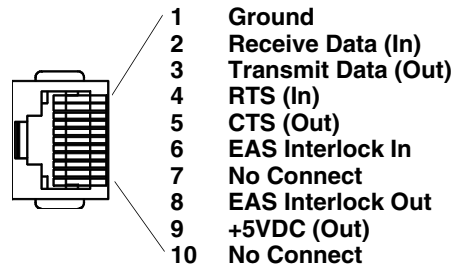 1 Ground
2 Receive Data (In)
3 Transmit Data (Out)
4 RTS (In)
5 CTS (Out)
6 EAS Interlock In
7 No Connect
8 EAS Interlock Out
9 +5VDC (Out)
10 No Connect